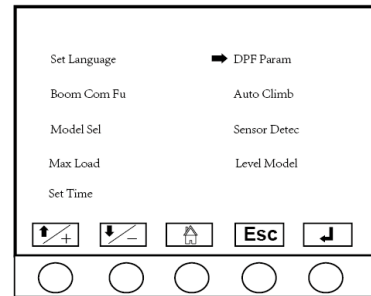 Set Language
DPF Param
Boom Com Fu
Auto Climb
Model Sel
Sensor Detec
Max Load
Level Model
Set Time
+
−
Esc